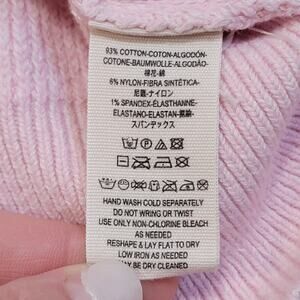 93% COTTON-COTON-ALGODÓN-
COTONE-BAUMWOLLE-ALGODÃO-
棉花-綿
6% NYLON-FIBRA SINTÉTICA-
尼龍-ナイロン
1% SPANDEX-ÉLASTHANNE-
ELASTANO-ELASTAN-氨綸-
スパンデックス
HAND WASH COLD SEPARATELY
DO NOT WRING OR TWIST
USE ONLY NON-CHLORINE BLEACH
AS NEEDED
RESHAPE & LAY FLAT TO DRY
LOW IRON AS NEEDED
MAY BE DRY CLEANED